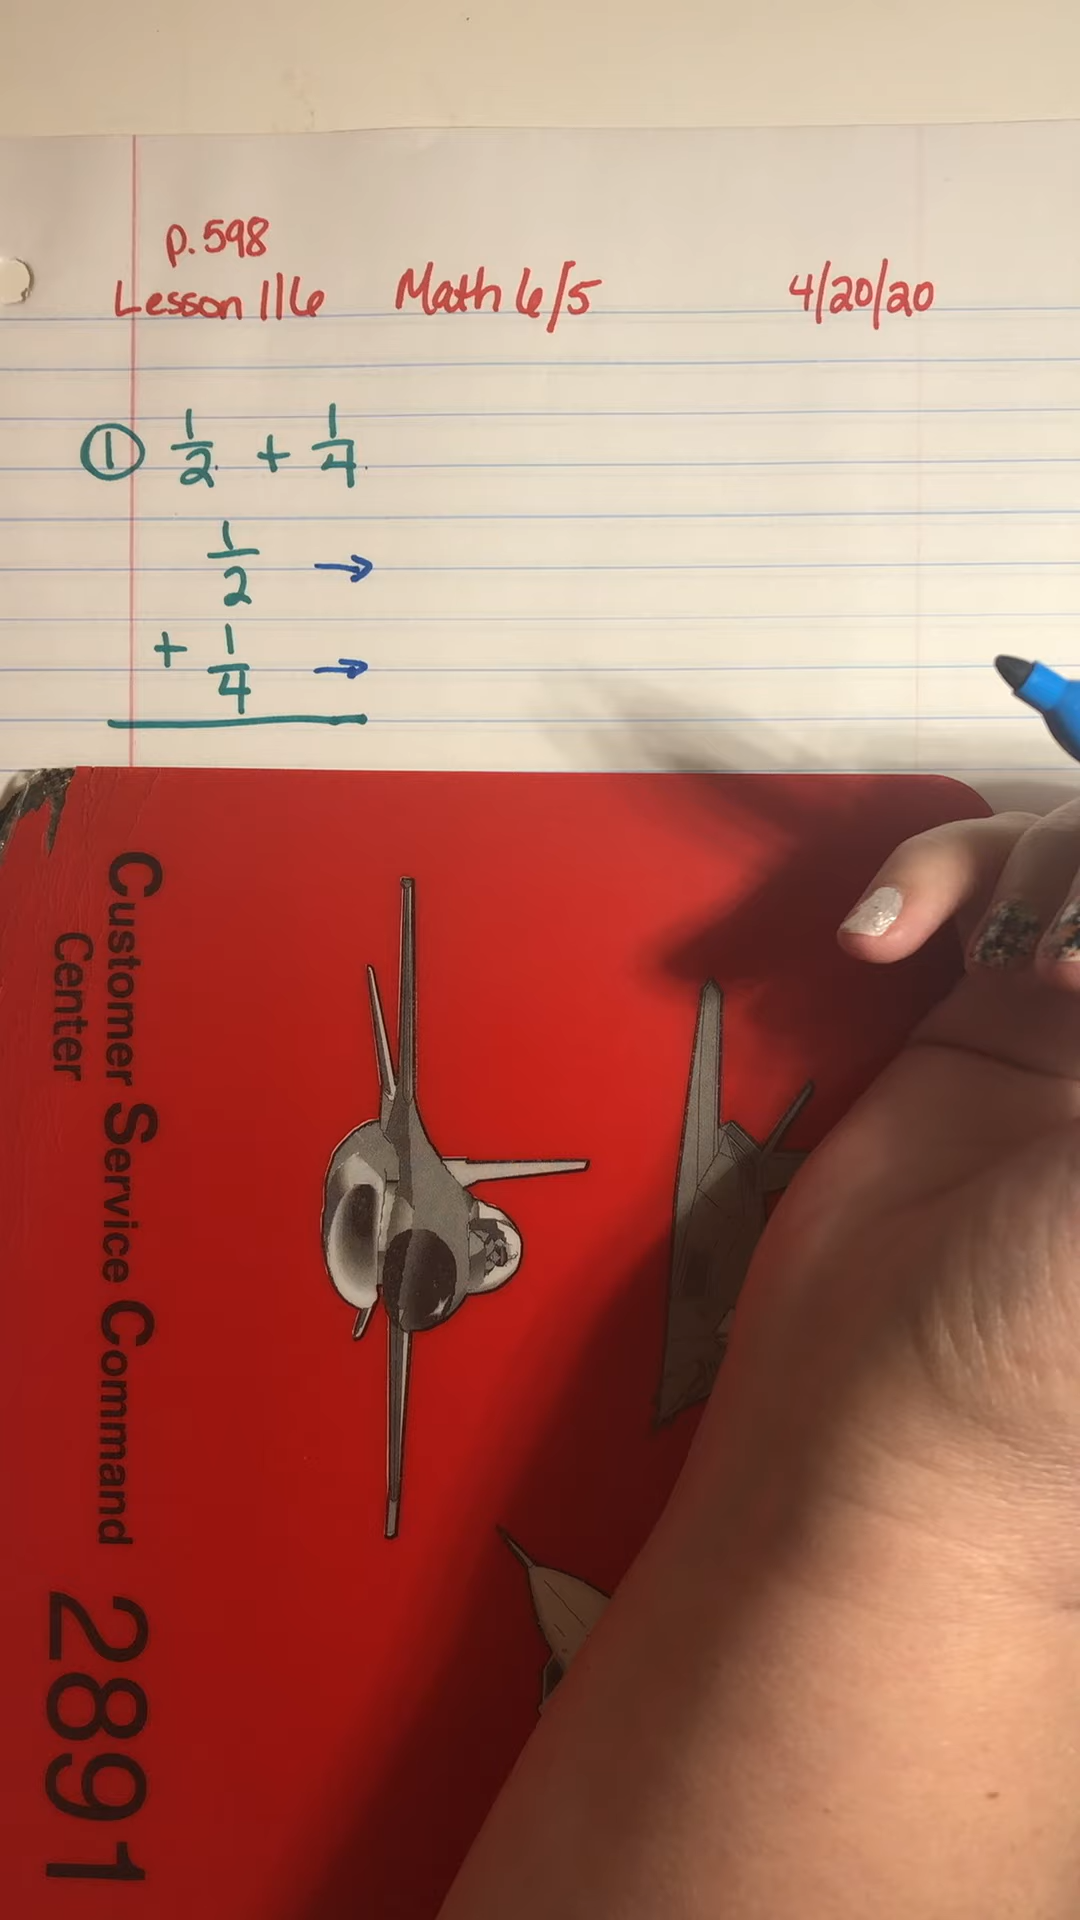 p. 598
Lesson 116 Math 6/5 4/20/20
① 1/2 + 1/4
1/2 →
+ 1/4 →
Customer Service Command
Center
2891